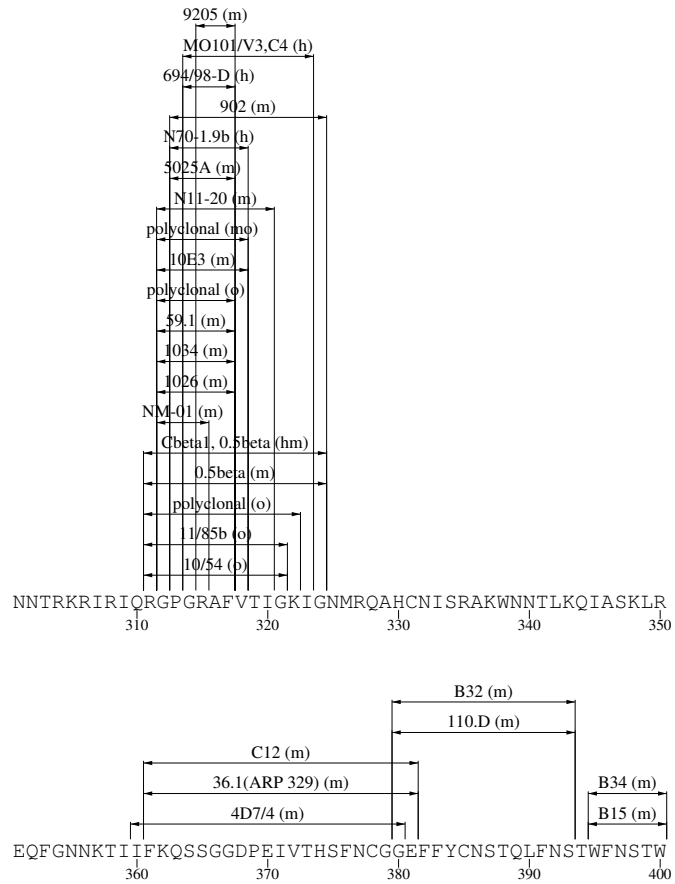 9205 (m)
MO101/V3,C4 (h)
694/98-D (h)
902 (m)
N70-1.9b (h)
5025A (m)
N11-20 (m)
polyclonal (mo)
10E3 (m)
polyclonal (o)
59.1 (m)
1034 (m)
1026 (m)
NM-01 (m)
Cbeta1, 0.5beta (hm)
0.5beta (m)
polyclonal (o)
11/85b (o)
10/54 (o)
NNTRKRIRIQRGPGRAFVTIGKIGNMRQAHCNISRAKWNNTLKQIASKLR
310 320 330 340 350
B32 (m)
110.D (m)
C12 (m)
36.1(ARP 329) (m)
B34 (m)
4D7/4 (m)
B15 (m)
EQFGNNKTIIFKQSSGGDPEIVTHSFNCGGEFFYCNSTQLFNSTWFNSTW
360 370 380 390 400